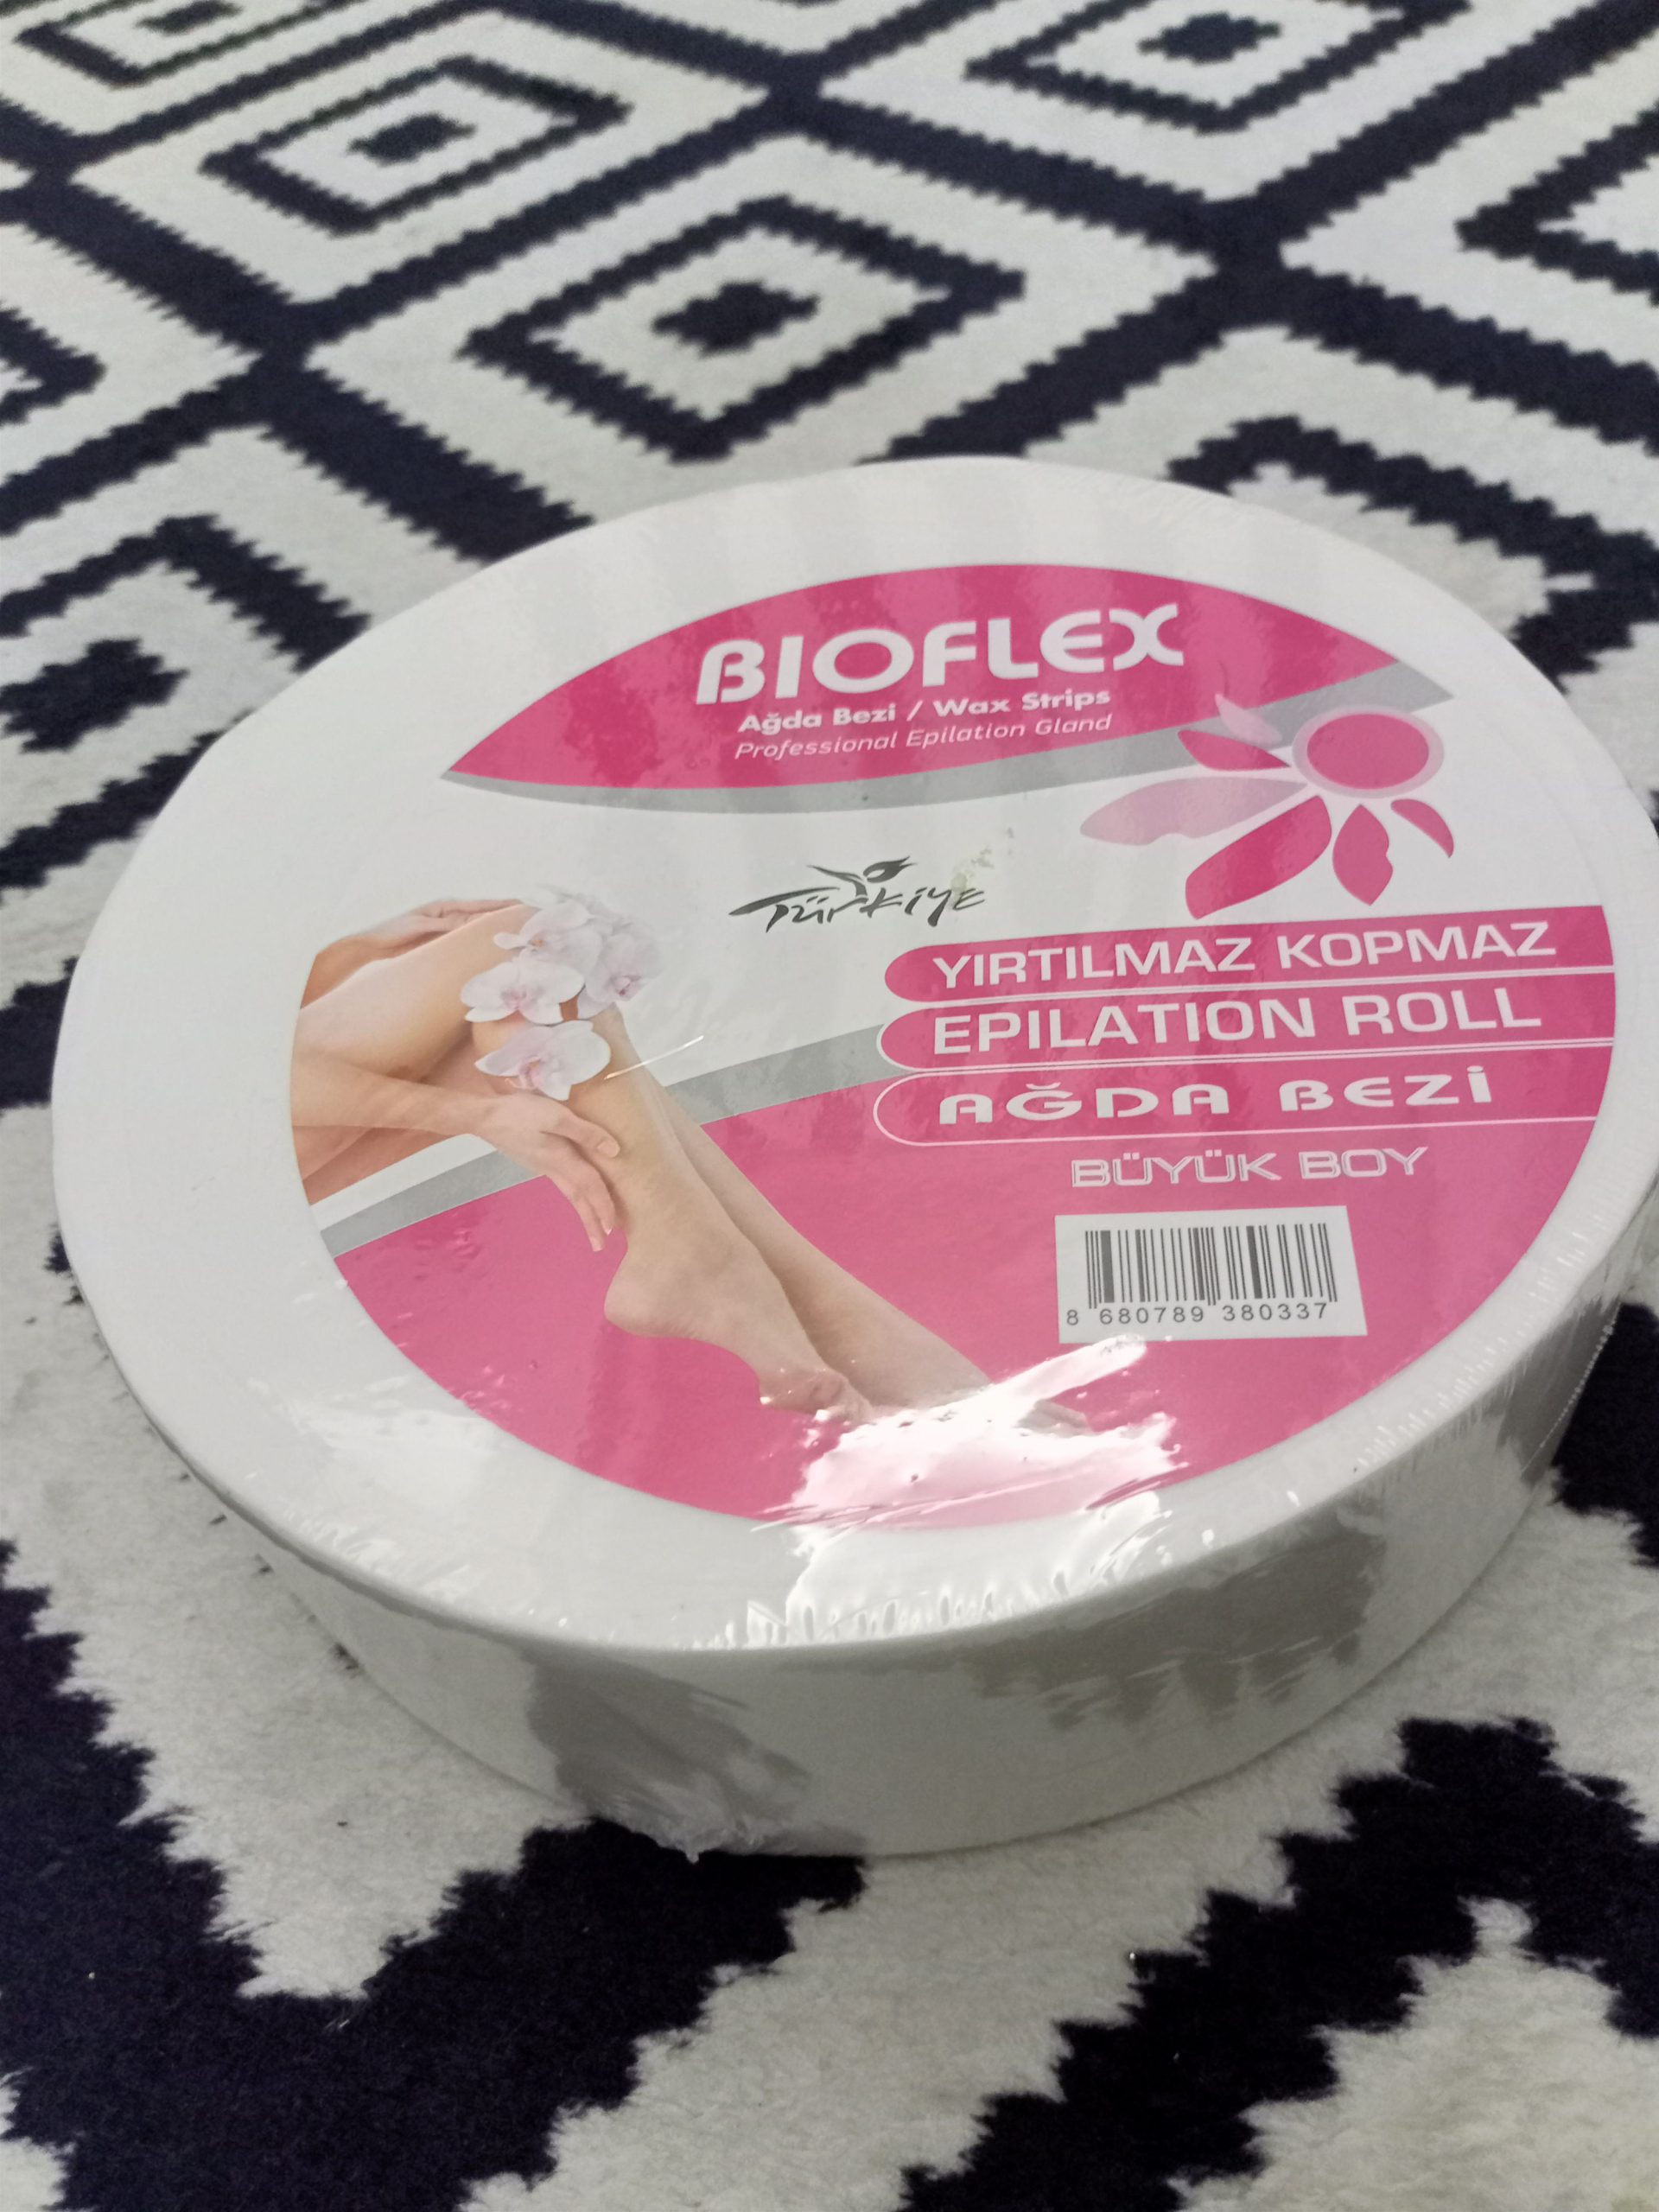 BIOFLEX
Ağda Bezi / Wax Strips
Professional Epilation Gland
Türkiye
YIRTILMAZ KOPMAZ
EPILATION ROLL
AĞDA BEZİ
BÜYÜK BOY
8 680789 380337